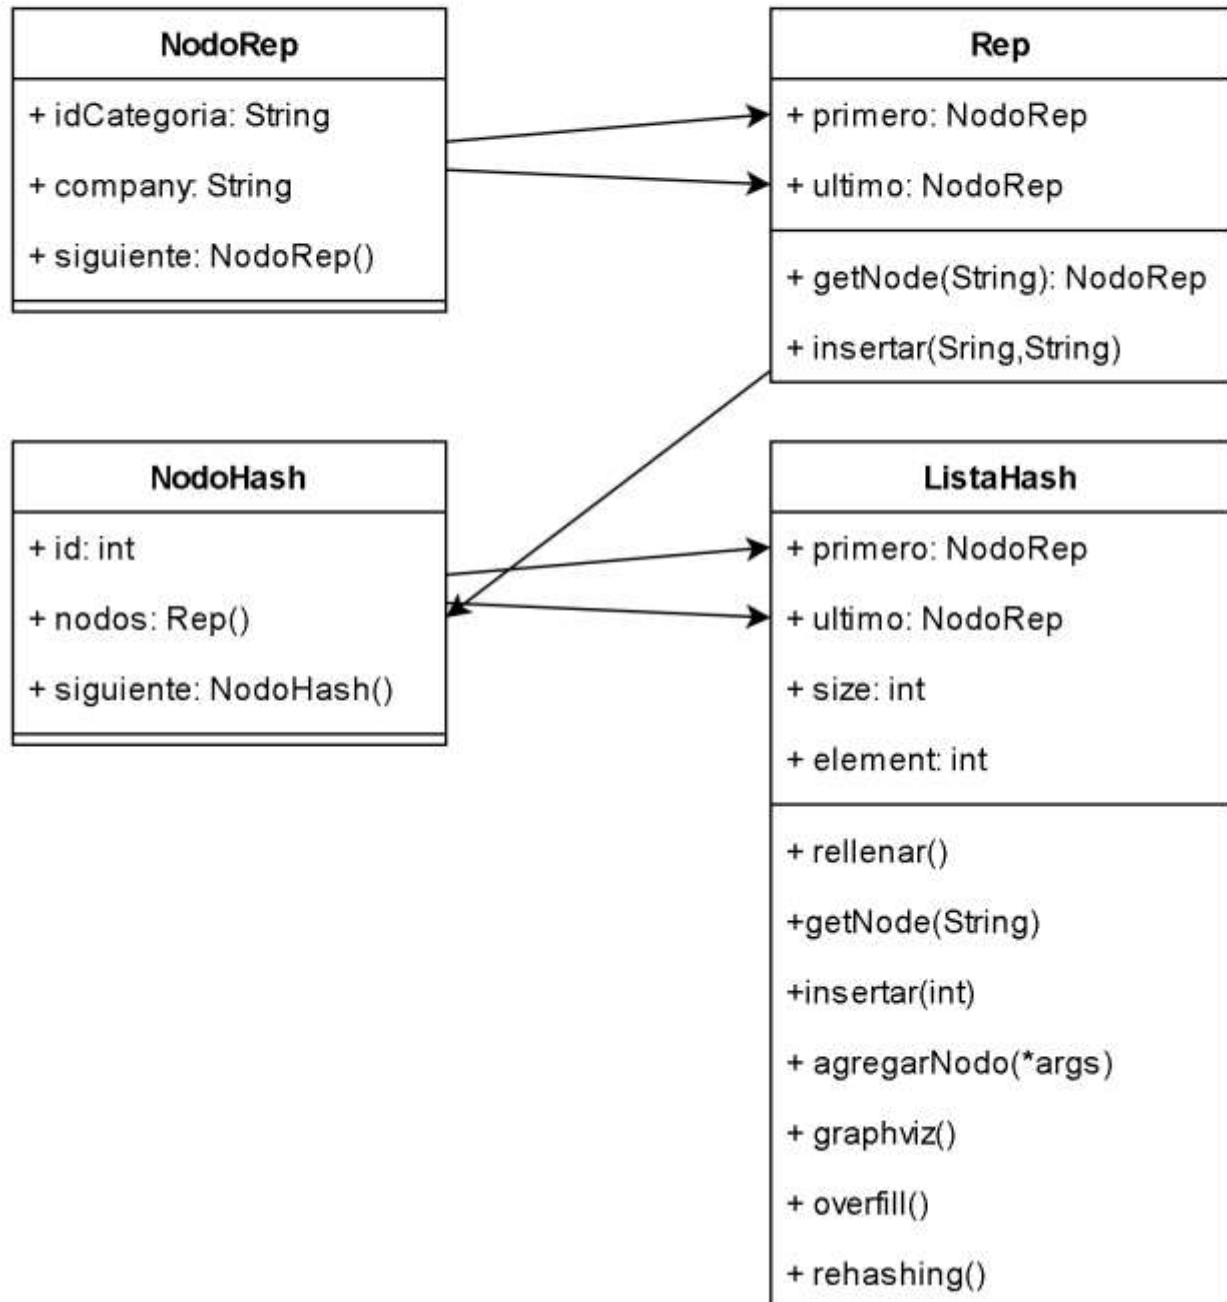 NodoRep
+ idCategoria: String
+ company: String
+ siguiente: NodoRep()
Rep
+ primero: NodoRep
+ ultimo: NodoRep
+ getNode(String): NodoRep
+ insertar(Sring,String)
NodoHash
+ id: int
+ nodos: Rep()
+ siguiente: NodoHash()
ListaHash
+ primero: NodoRep
+ ultimo: NodoRep
+ size: int
+ element: int
+ rellenar()
+getNode(String)
+insertar(int)
+ agregarNodo(*args)
+ graphviz()
+ overfill()
+ rehashing()